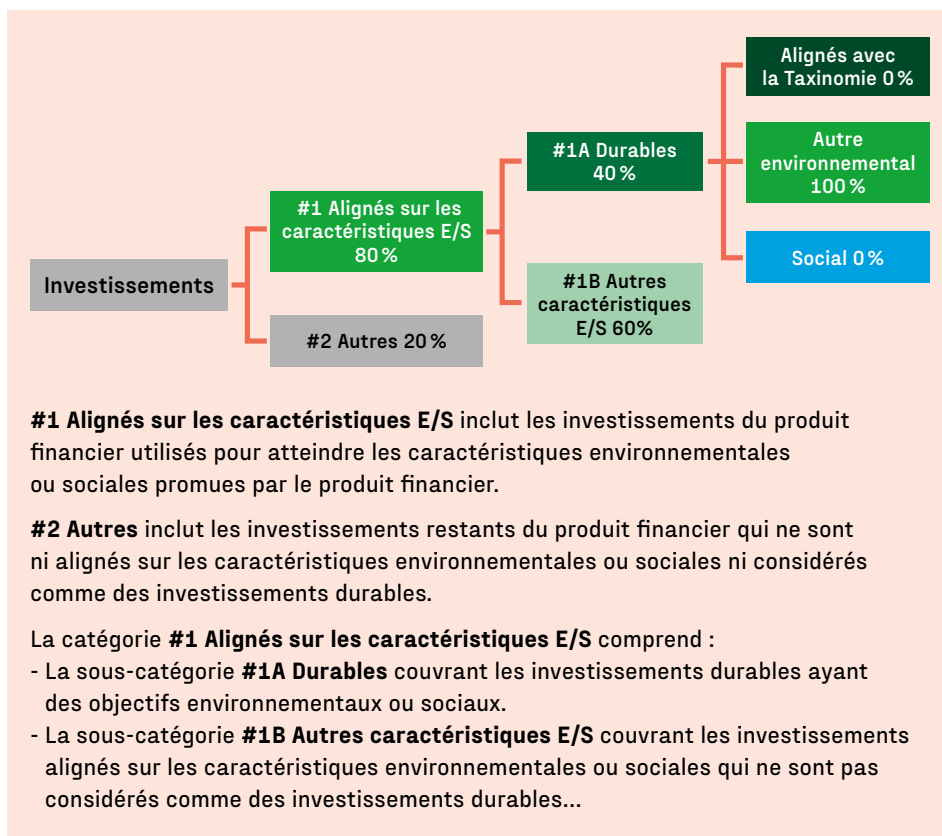 Alignés avec
la Taxinomie 0 %
#1A Durables
40 %
Autre
environnemental
100 %
#1 Alignés sur les
caractéristiques E/S
80 %
Social 0 %
Investissements
#1B Autres
caractéristiques
E/S 60%
#2 Autres 20 %
#1 Alignés sur les caractéristiques E/S inclut les investissements du produit
financier utilisés pour atteindre les caractéristiques environnementales
ou sociales promues par le produit financier.
#2 Autres inclut les investissements restants du produit financier qui ne sont
ni alignés sur les caractéristiques environnementales ou sociales ni considérés
comme des investissements durables.
La catégorie #1 Alignés sur les caractéristiques E/S comprend :
- La sous-catégorie #1A Durables couvrant les investissements durables ayant
des objectifs environnementaux ou sociaux.
- La sous-catégorie #1B Autres caractéristiques E/S couvrant les investissements
alignés sur les caractéristiques environnementales ou sociales qui ne sont pas
considérés comme des investissements durables...